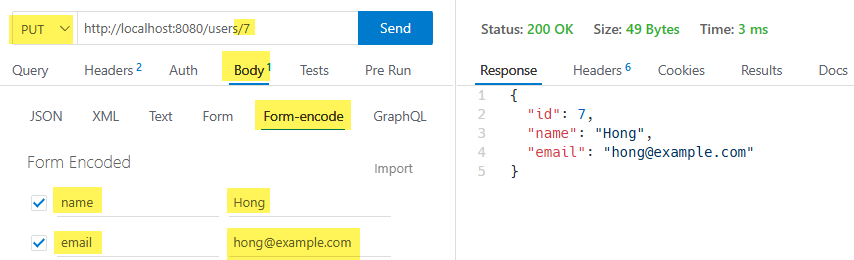 PUT http://localhost:8080/users/7 Send
Query Headers 2 Auth Body 1 Tests Pre Run
JSON XML Text Form Form-encode GraphQL
Form Encoded Import
name Hong
email hong@example.com
Status: 200 OK Size: 49 Bytes Time: 3 ms
Response Headers 6 Cookies Results Docs
1 {
2 "id": 7,
3 "name": "Hong",
4 "email": "hong@example.com"
5 }